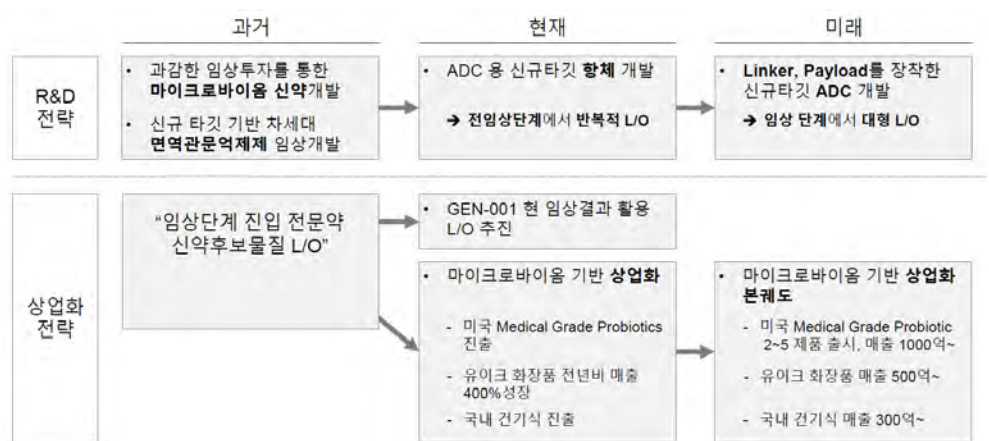 과거
현재
미래
R&D
전략
• 과감한 임상투자를 통한
마이크로바이옴 신약개발
• 신규 타깃 기반 차세대
면역관문억제제 임상개발
• ADC 용 신규타깃 항체 개발
➔ 전임상단계에서 반복적 L/O
• Linker, Payload를 장착한
신규타깃 ADC 개발
➔ 임상 단계에서 대형 L/O
상업화
전략
“임상단계 진입 전문약
신약후보물질 L/O”
• GEN-001 현 임상결과 활용
L/O 추진
• 마이크로바이옴 기반 상업화
- 미국 Medical Grade Probiotics
진출
- 유이크 화장품 전년비 매출
400%성장
- 국내 건기식 진출
• 마이크로바이옴 기반 상업화
본궤도
- 미국 Medical Grade Probiotic
2~5 제품 출시, 매출 1000억~
- 유이크 화장품 매출 500억~
- 국내 건기식 매출 300억~